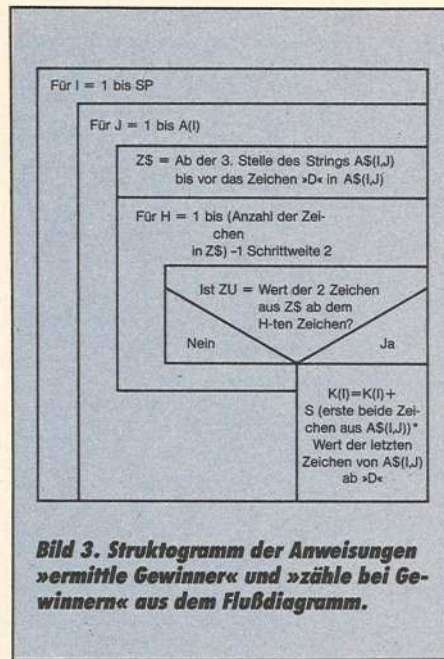 Für I = 1 bis SP
Für J = 1 bis A(I)
Z$ = Ab der 3. Stelle des Strings A$(I,J)
bis vor das Zeichen »D« in A$(I,J)
Für H = 1 bis (Anzahl der Zei-
chen
in Z$) -1 Schrittweite 2
Ist ZU = Wert der 2 Zeichen
aus Z$ ab dem
H-ten Zeichen?
Nein
Ja
K(I)=K(I)+
S (erste beide Zei-
chen aus A$(I,J))*
Wert der letzten
Zeichen von A$(I,J)
ab »D«
Bild 3. Struktogramm der Anweisungen
»ermittle Gewinner« und »zähle bei Ge-
winnern« aus dem Flußdiagramm.